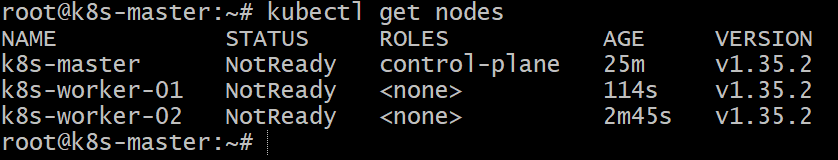 root@k8s-master:~# kubectl get nodes
NAME            STATUS     ROLES           AGE     VERSION
k8s-master      NotReady   control-plane   25m     v1.35.2
k8s-worker-01   NotReady   <none>          114s    v1.35.2
k8s-worker-02   NotReady   <none>          2m45s   v1.35.2
root@k8s-master:~#